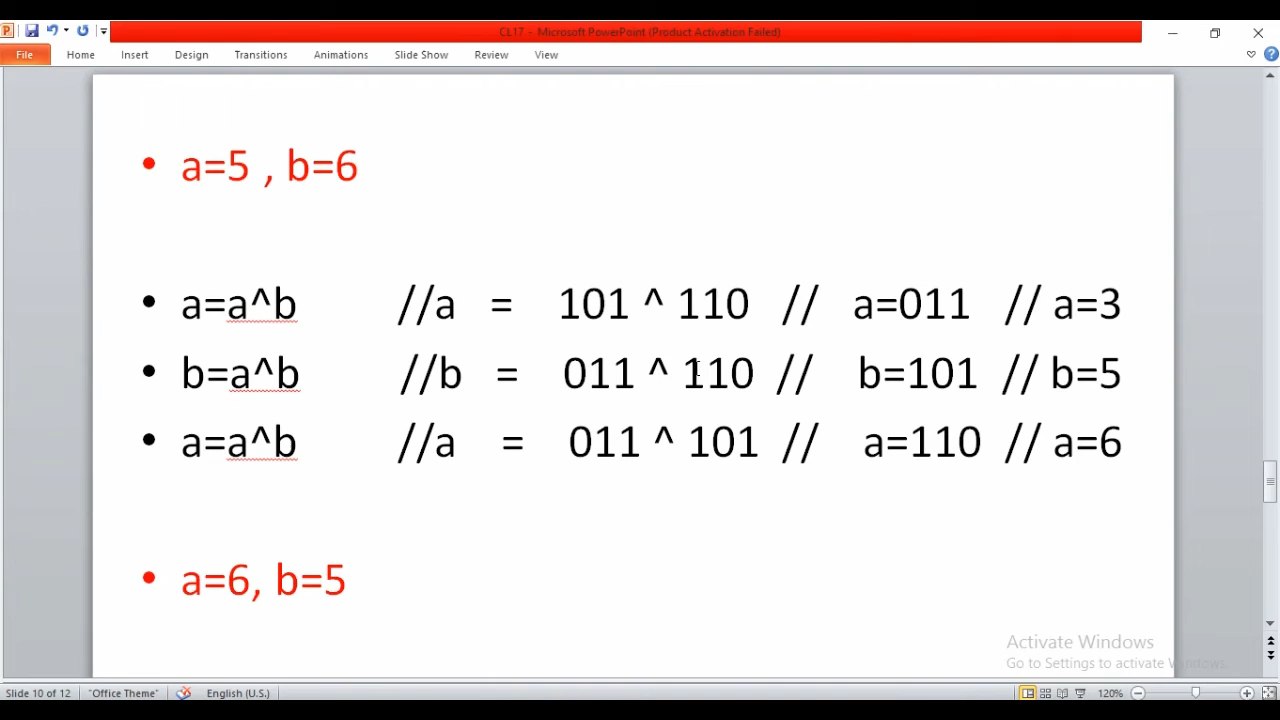 CL17 - Microsoft PowerPoint (Product Activation Failed)
File Home Insert Design Transitions Animations Slide Show Review View
• a=5 , b=6
• a=a^b //a = 101 ^ 110 // a=011 // a=3
• b=a^b //b = 011 ^ 110 // b=101 // b=5
• a=a^b //a = 011 ^ 101 // a=110 // a=6
• a=6, b=5
Activate Windows
Go to Settings to activate Windows.
Slide 10 of 12 "Office Theme" English (U.S.) 120%